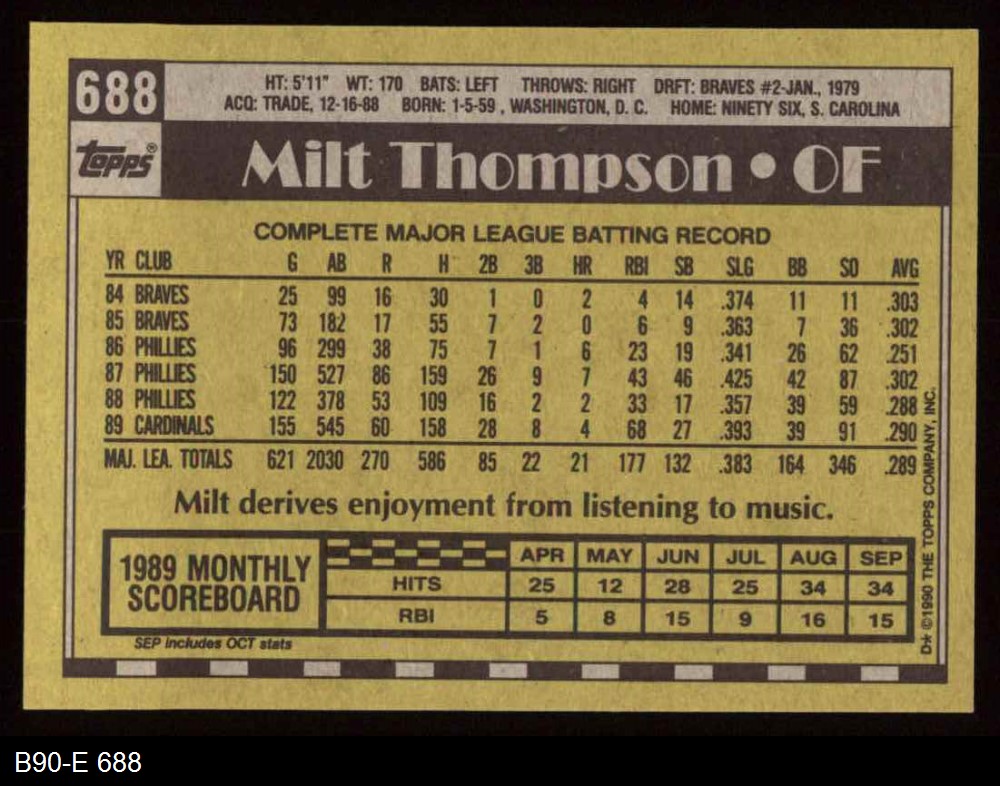 688
HT: 5'11" WT: 170 BATS: LEFT THROWS: RIGHT DRFT: BRAVES #2-JAN., 1979
ACQ: TRADE, 12-16-88 BORN: 1-5-59 , WASHINGTON, D. C. HOME: NINETY SIX, S. CAROLINA
topps®
Milt Thompson • OF
COMPLETE MAJOR LEAGUE BATTING RECORD
YR CLUB G AB R H 2B 3B HR RBI SB SLG BB SO AVG
84 BRAVES 25 99 16 30 1 0 2 4 14 .374 11 11 .303
85 BRAVES 73 182 17 55 7 2 0 6 9 .363 7 36 .302
86 PHILLIES 96 299 38 75 7 1 6 23 19 .341 26 62 .251
87 PHILLIES 150 527 86 159 26 9 7 43 46 .425 42 87 .302
88 PHILLIES 122 378 53 109 16 2 2 33 17 .357 39 59 .288
89 CARDINALS 155 545 60 158 28 8 4 68 27 .393 39 91 .290
MAJ. LEA. TOTALS 621 2030 270 586 85 22 21 177 132 .383 164 346 .289
Milt derives enjoyment from listening to music.
1989 MONTHLY
SCOREBOARD
APR MAY JUN JUL AUG SEP
HITS 25 12 28 25 34 34
RBI 5 8 15 9 16 15
SEP includes OCT stats
D** ©1990 THE TOPPS COMPANY, INC.
B90-E 688